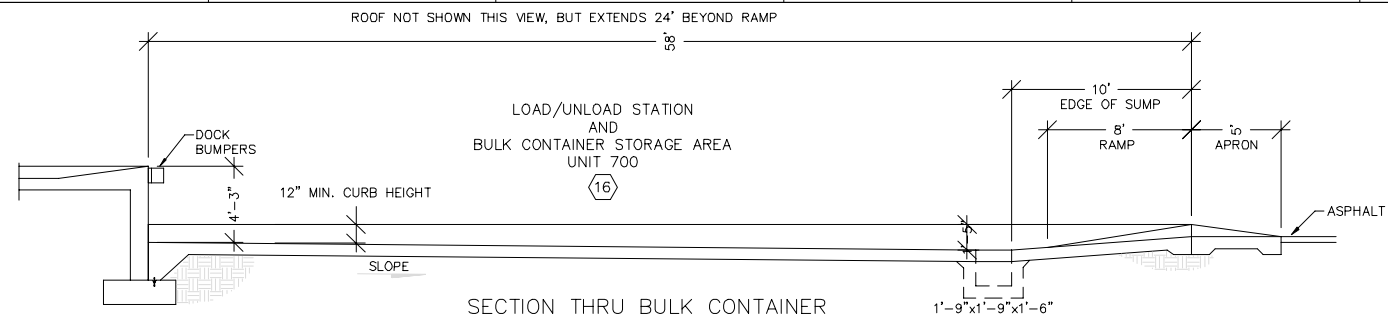 ROOF NOT SHOWN THIS VIEW, BUT EXTENDS 24' BEYOND RAMP
58'
10'
EDGE OF SUMP
LOAD/UNLOAD STATION
AND
BULK CONTAINER STORAGE AREA
UNIT 700
16
8'
RAMP
5'
APRON
DOCK
BUMPERS
4'-3"
12" MIN. CURB HEIGHT
ASPHALT
SLOPE
SECTION THRU BULK CONTAINER
1'-9"x1'-9"x1'-6"